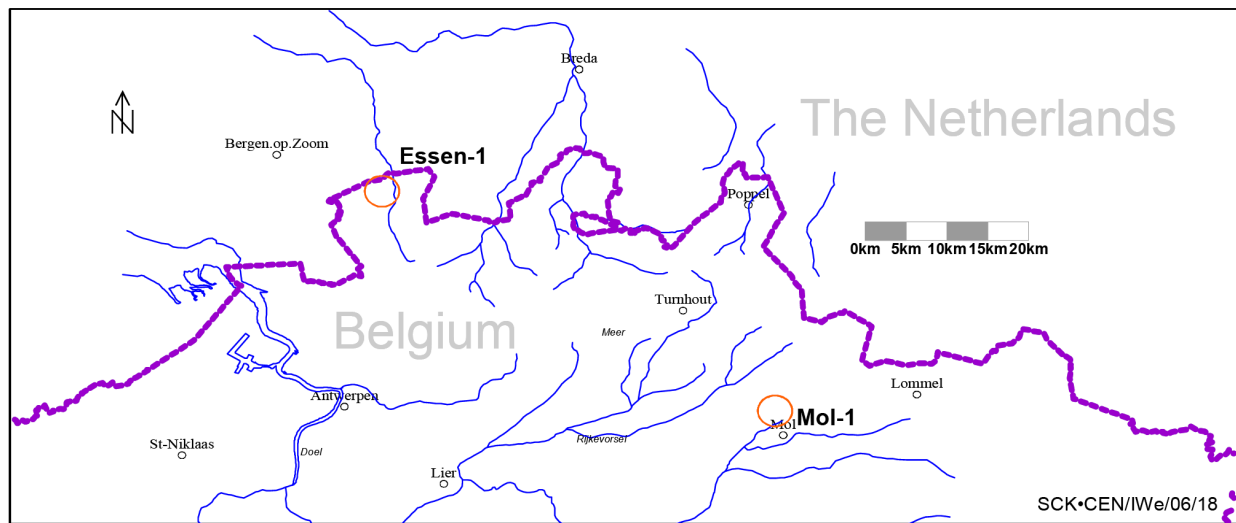 Breda
The Netherlands
N
Bergen.op.Zoom
Essen-1
Poppel
0km 5km 10km 15km 20km
Turnhout
Belgium
Meer
Lommel
Antwerpen
Mol-1
Mol
St-Niklaas
Doel
Rijkevorsel
Lier
SCK•CEN/IWe/06/18